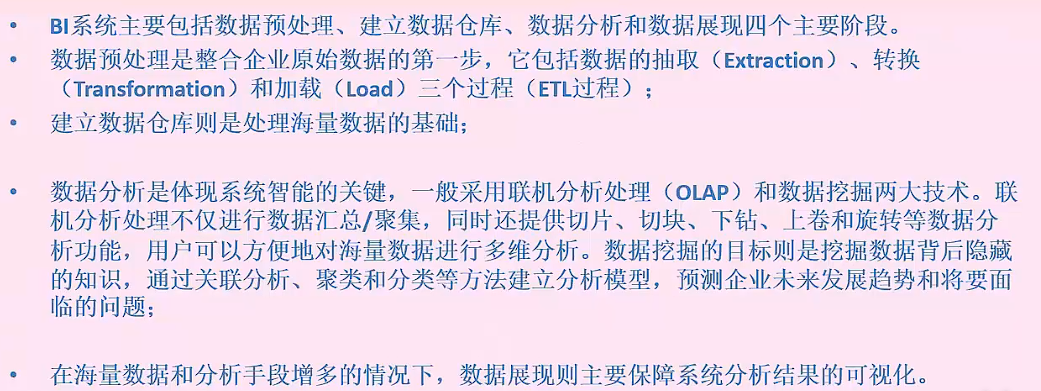 • BI系统主要包括数据预处理、建立数据仓库、数据分析和数据展现四个主要阶段。
• 数据预处理是整合企业原始数据的第一步，它包括数据的抽取（Extraction）、转换
（Transformation）和加载（Load）三个过程（ETL过程）；
• 建立数据仓库则是处理海量数据的基础；
• 数据分析是体现系统智能的关键，一般采用联机分析处理（OLAP）和数据挖掘两大技术。联
机分析处理不仅进行数据汇总/聚集，同时还提供切片、切块、下钻、上卷和旋转等数据分
析功能，用户可以方便地对海量数据进行多维分析。数据挖掘的目标则是挖掘数据背后隐藏
的知识，通过关联分析、聚类和分类等方法建立分析模型，预测企业未来发展趋势和将要面
临的问题；
• 在海量数据和分析手段增多的情况下，数据展现则主要保障系统分析结果的可视化。